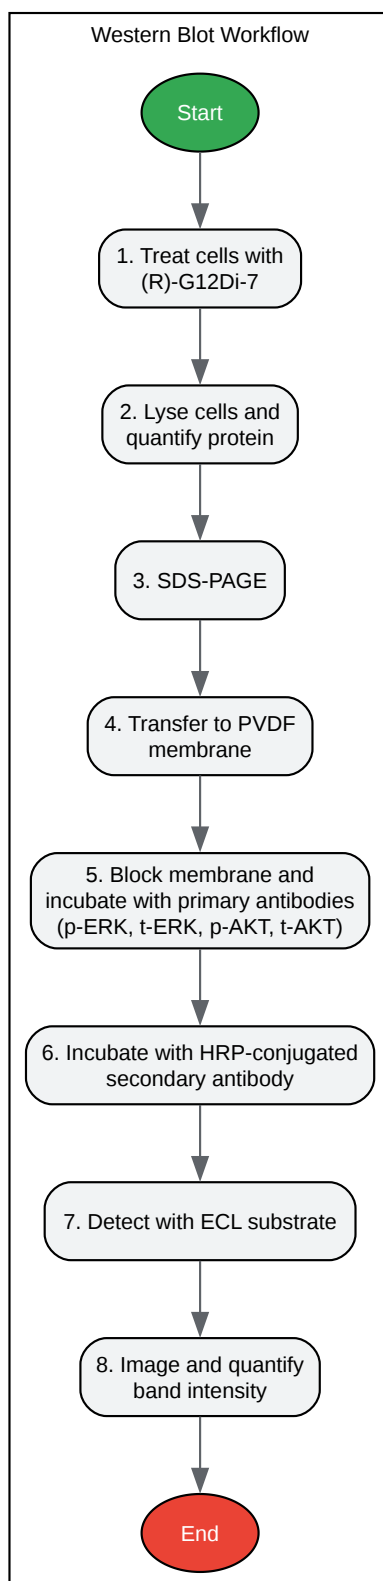 Western Blot Workflow
Start
1. Treat cells with
(R)-G12Di-7
2. Lyse cells and
quantify protein
3. SDS-PAGE
4. Transfer to PVDF
membrane
5. Block membrane and
incubate with primary antibodies
(p-ERK, t-ERK, p-AKT, t-AKT)
6. Incubate with HRP-conjugated
secondary antibody
7. Detect with ECL substrate
8. Image and quantify
band intensity
End